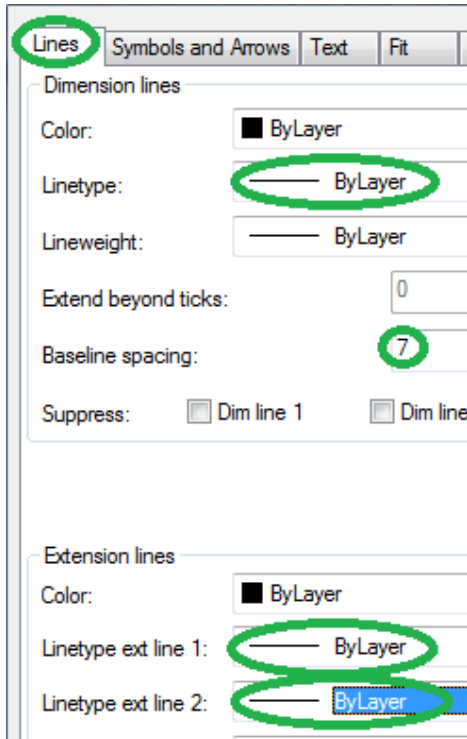 Lines Symbols and Arrows Text Fit
Dimension lines
Color: ByLayer
Linetype: ByLayer
Lineweight: ByLayer
Extend beyond ticks: 0
Baseline spacing: 7
Suppress: Dim line 1 Dim line
Extension lines
Color: ByLayer
Linetype ext line 1: ByLayer
Linetype ext line 2: ByLayer